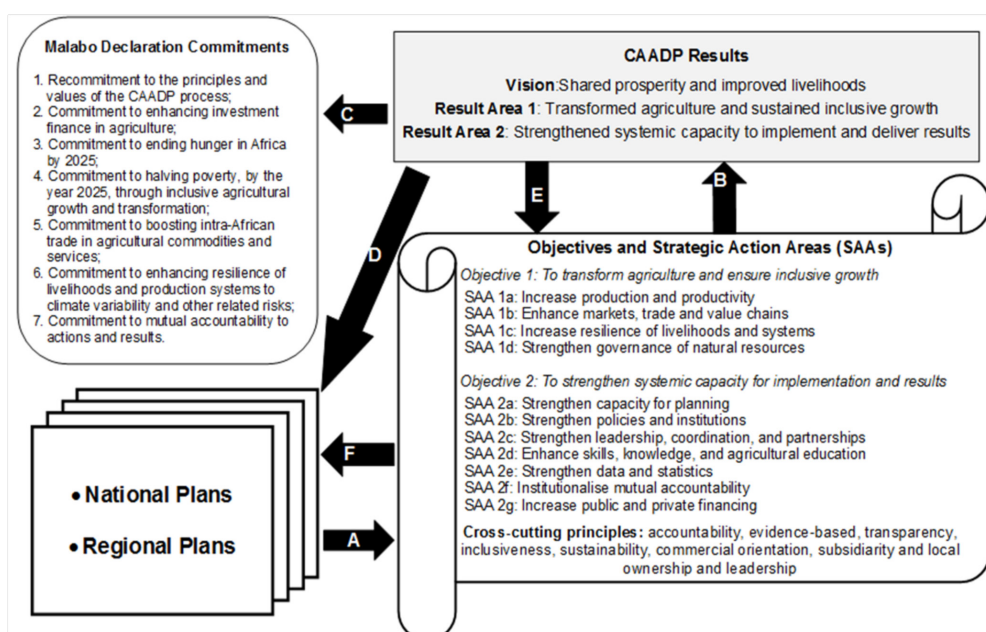 Malabo Declaration Commitments
1. Recommitment to the principles and
values of the CAADP process;
2. Commitment to enhancing investment
finance in agriculture;
3. Commitment to ending hunger in Africa
by 2025;
4. Commitment to halving poverty, by the
year 2025, through inclusive agricultural
growth and transformation;
5. Commitment to boosting intra-African
trade in agricultural commodities and
services;
6. Commitment to enhancing resilience of
livelihoods and production systems to
climate variability and other related risks;
7. Commitment to mutual accountability to
actions and results.
CAADP Results
Vision:Shared prosperity and improved livelihoods
Result Area 1: Transformed agriculture and sustained inclusive growth
Result Area 2: Strengthened systemic capacity to implement and deliver results
C
E
B
D
Objectives and Strategic Action Areas (SAAs)
Objective 1: To transform agriculture and ensure inclusive growth
SAA 1a: Increase production and productivity
SAA 1b: Enhance markets, trade and value chains
SAA 1c: Increase resilience of livelihoods and systems
SAA 1d: Strengthen governance of natural resources
Objective 2: To strengthen systemic capacity for implementation and results
SAA 2a: Strengthen capacity for planning
SAA 2b: Strengthen policies and institutions
SAA 2c: Strengthen leadership, coordination, and partnerships
SAA 2d: Enhance skills, knowledge, and agricultural education
SAA 2e: Strengthen data and statistics
SAA 2f: Institutionalise mutual accountability
SAA 2g: Increase public and private financing
Cross-cutting principles: accountability, evidence-based, transparency,
inclusiveness, sustainability, commercial orientation, subsidiarity and local
ownership and leadership
F
A
• National Plans
• Regional Plans